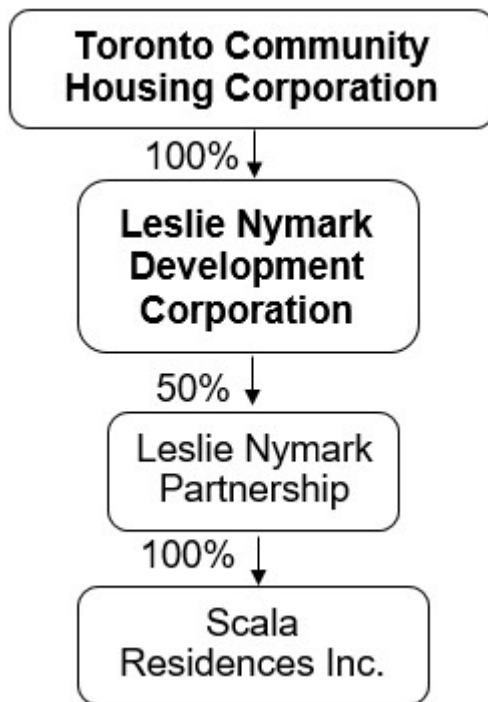 Toronto Community
Housing Corporation
100%
Leslie Nymark
Development
Corporation
50%
Leslie Nymark
Partnership
100%
Scala
Residences Inc.